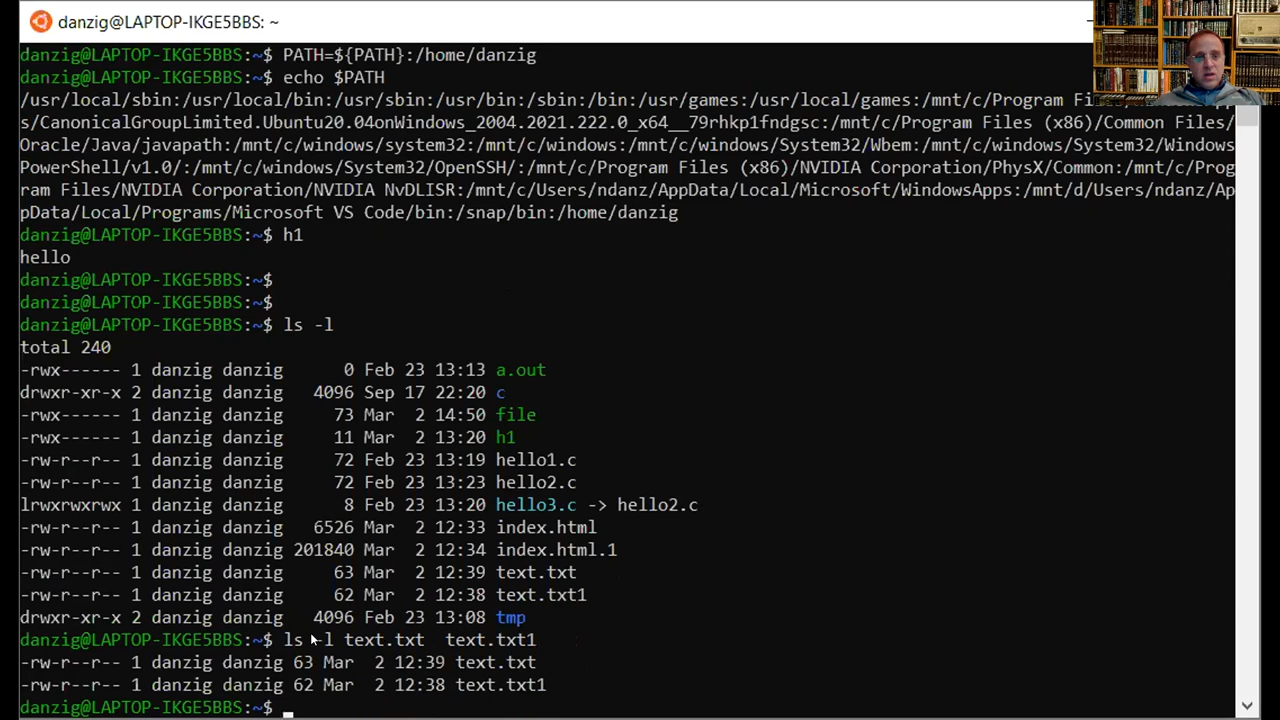 danzig@LAPTOP-IKGE5BBS: ~
danzig@LAPTOP-IKGE5BBS:~$ PATH=${PATH}:/home/danzig
danzig@LAPTOP-IKGE5BBS:~$ echo $PATH
/usr/local/sbin:/usr/local/bin:/usr/sbin:/usr/bin:/sbin:/bin:/usr/games:/usr/local/games:/mnt/c/Program Fi
s/CanonicalGroupLimited.Ubuntu20.04onWindows_2004.2021.222.0_x64__79rhkp1fndgsc:/mnt/c/Program Files (x86)/Common Files/
Oracle/Java/javapath:/mnt/c/windows/system32:/mnt/c/windows:/mnt/c/windows/System32/Wbem:/mnt/c/windows/System32/Windows
PowerShell/v1.0/:/mnt/c/windows/System32/OpenSSH/:/mnt/c/Program Files (x86)/NVIDIA Corporation/PhysX/Common:/mnt/c/Prog
ram Files/NVIDIA Corporation/NVIDIA NvDLISR:/mnt/c/Users/ndanz/AppData/Local/Microsoft/WindowsApps:/mnt/d/Users/ndanz/Ap
pData/Local/Programs/Microsoft VS Code/bin:/snap/bin:/home/danzig
danzig@LAPTOP-IKGE5BBS:~$ h1
hello
danzig@LAPTOP-IKGE5BBS:~$
danzig@LAPTOP-IKGE5BBS:~$
danzig@LAPTOP-IKGE5BBS:~$ ls -l
total 240
-rwx------ 1 danzig danzig      0 Feb 23 13:13 a.out
drwxr-xr-x 2 danzig danzig   4096 Sep 17 22:20 c
-rwx------ 1 danzig danzig     73 Mar  2 14:50 file
-rwx------ 1 danzig danzig     11 Mar  2 13:20 h1
-rw-r--r-- 1 danzig danzig     72 Feb 23 13:19 hello1.c
-rw-r--r-- 1 danzig danzig     72 Feb 23 13:23 hello2.c
lrwxrwxrwx 1 danzig danzig      8 Feb 23 13:20 hello3.c -> hello2.c
-rw-r--r-- 1 danzig danzig   6526 Mar  2 12:33 index.html
-rw-r--r-- 1 danzig danzig 201840 Mar  2 12:34 index.html.1
-rw-r--r-- 1 danzig danzig     63 Mar  2 12:39 text.txt
-rw-r--r-- 1 danzig danzig     62 Mar  2 12:38 text.txt1
drwxr-xr-x 2 danzig danzig   4096 Feb 23 13:08 tmp
danzig@LAPTOP-IKGE5BBS:~$ ls -l text.txt  text.txt1
-rw-r--r-- 1 danzig danzig 63 Mar  2 12:39 text.txt
-rw-r--r-- 1 danzig danzig 62 Mar  2 12:38 text.txt1
danzig@LAPTOP-IKGE5BBS:~$